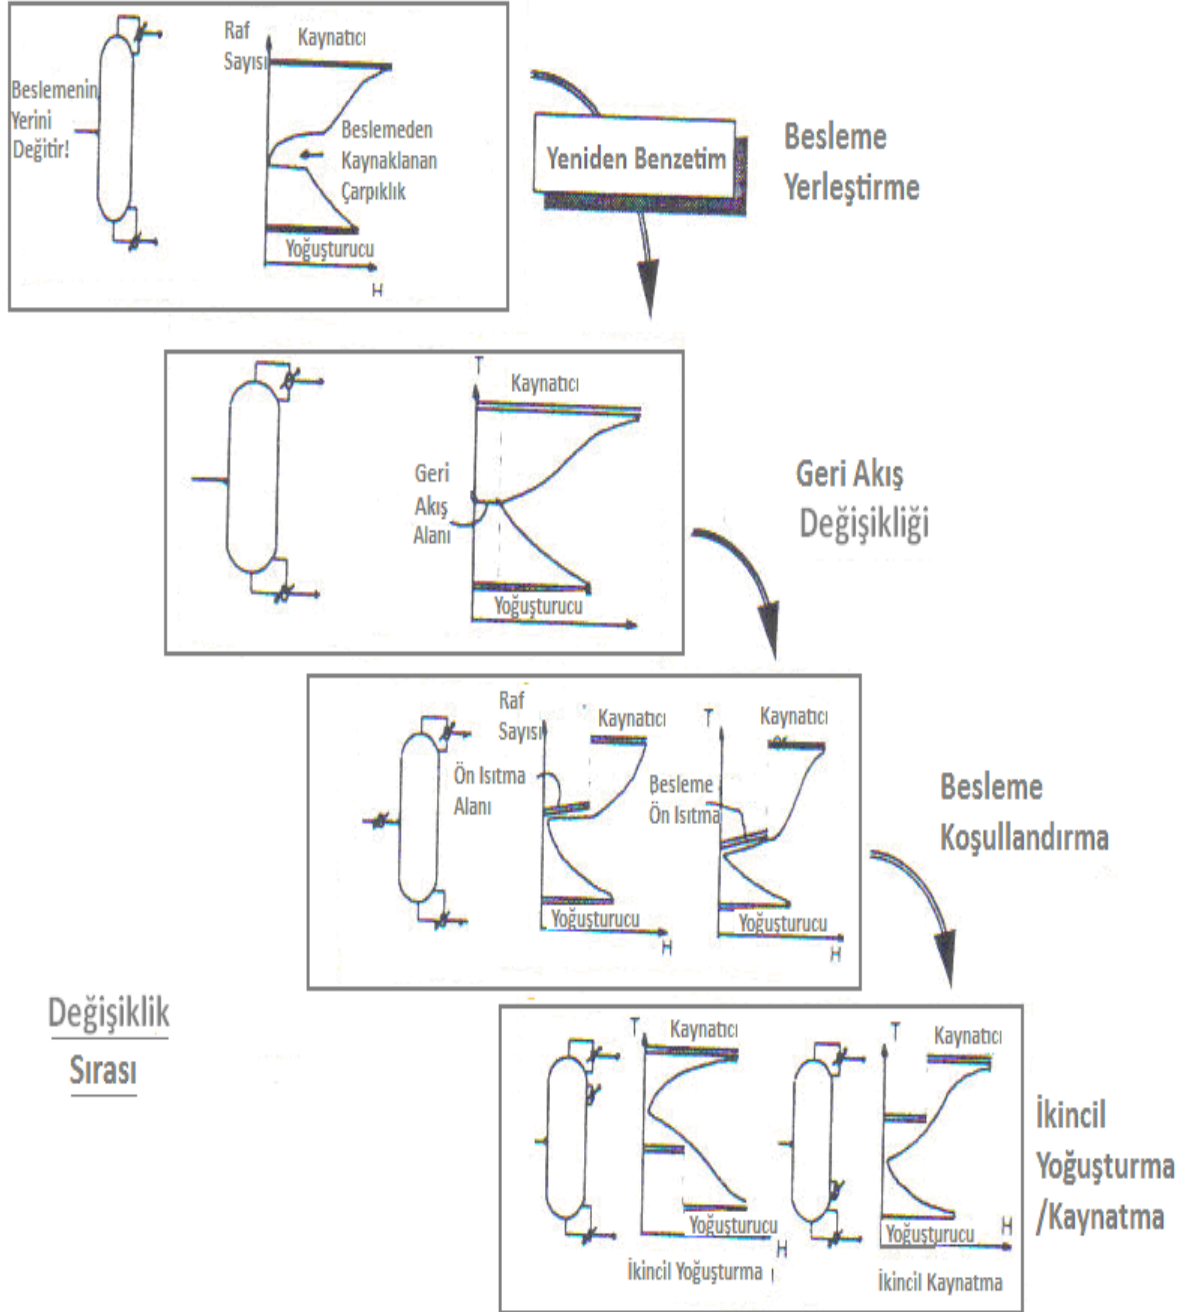 Raf
Sayısı
Kaynatıcı
Beslemenin
Yerini
Değitir!
Beslemeden
Kaynaklanan
Çarpıklık
Yoğuşturucu
H
Yeniden Benzetim
Besleme
Yerleştirme
T
Kaynatıcı
Geri
Akış
Alanı
Yoğuşturucu
Geri Akış
Değişikliği
Raf
Sayısı
Kaynatıcı
Ön Isıtma
Alanı
Yoğuşturucu
H
T
Kaynatıcı
Besleme
Ön Isıtma
Yoğuşturucu
H
Besleme
Koşullandırma
Değişiklik
Sırası
T
Kaynatıcı
Yoğuşturucu
H
İkincil Yoğuşturma
T
Kaynatıcı
Yoğuşturucu
H
İkincil Kaynatma
İkincil
Yoğuşturma
/Kaynatma